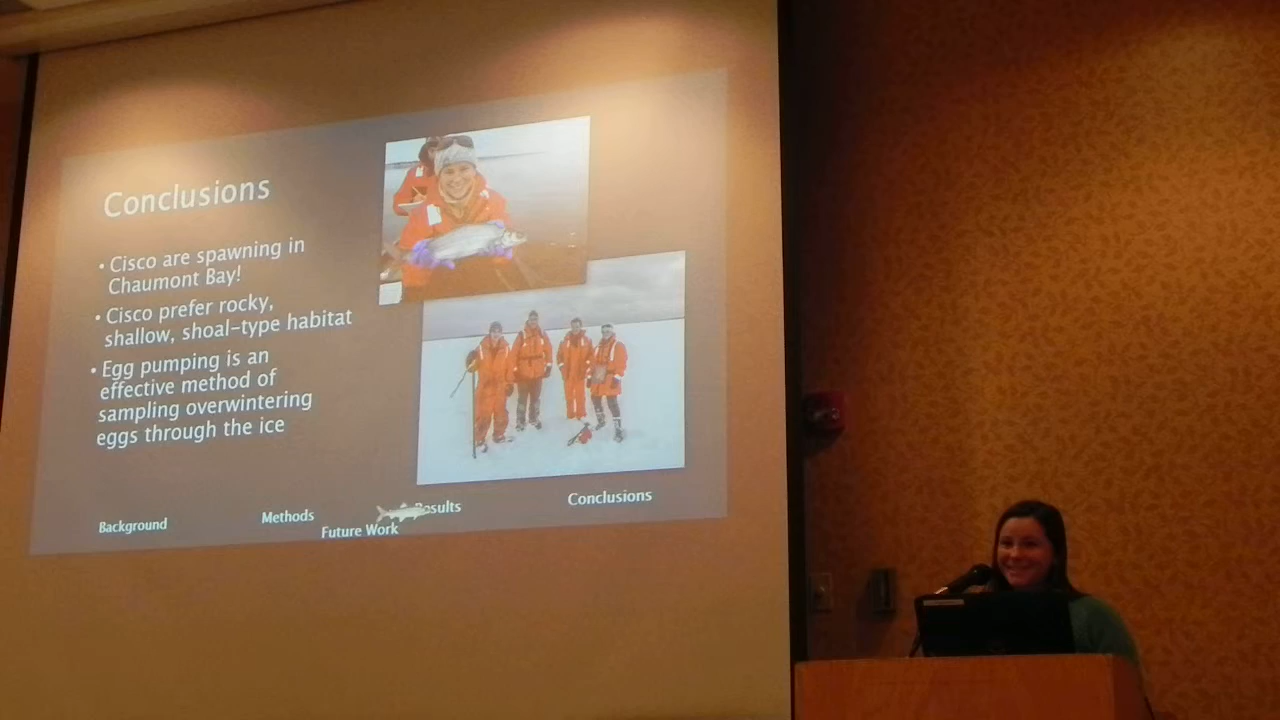 Conclusions
• Cisco are spawning in
Chaumont Bay!
• Cisco prefer rocky,
shallow, shoal-type habitat
• Egg pumping is an
effective method of
sampling overwintering
eggs through the ice
Background
Methods
Results
Conclusions
Future Work